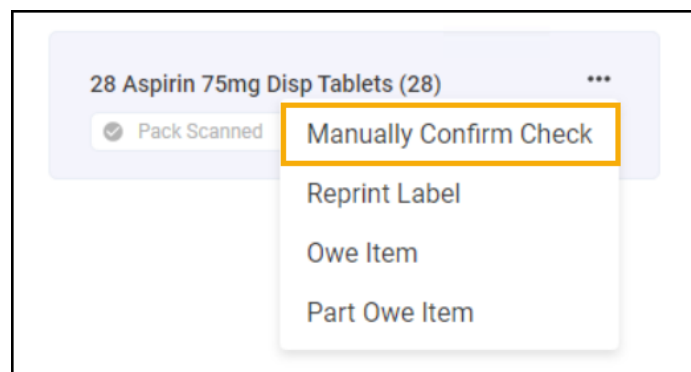 28 Aspirin 75mg Disp Tablets (28)
Pack Scanned
Manually Confirm Check
Reprint Label
Owe Item
Part Owe Item